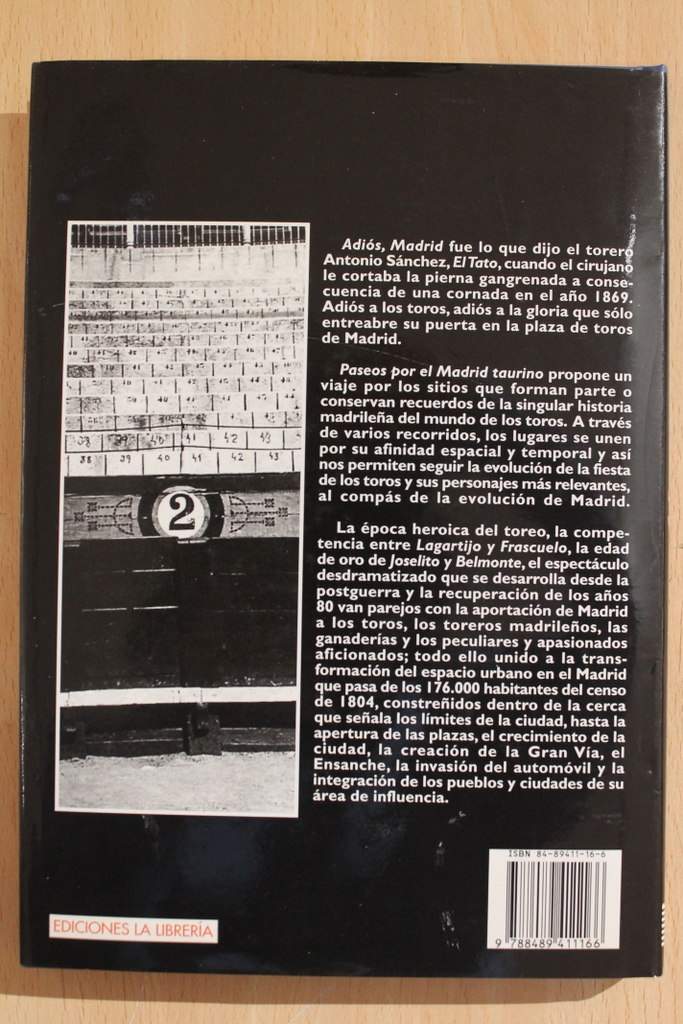 Adiós, Madrid fue lo que dijo el torero
Antonio Sánchez, El Tato, cuando el cirujano
le cortaba la pierna gangrenada a conse-
cuencia de una cornada en el año 1869.
Adiós a los toros, adiós a la gloria que sólo
entreabre su puerta en la plaza de toros
de Madrid.
Paseos por el Madrid taurino propone un
viaje por los sitios que forman parte o
conservan recuerdos de la singular historia
madrileña del mundo de los toros. A través
de varios recorridos, los lugares se unen
por su afinidad espacial y temporal y así
nos permiten seguir la evolución de la fiesta
de los toros y sus personajes más relevantes,
al compás de la evolución de Madrid.
La época heroica del toreo, la compe-
tencia entre Lagartijo y Frascuelo, la edad
de oro de Joselito y Belmonte, el espectáculo
desdramatizado que se desarrolla desde la
postguerra y la recuperación de los años
80 van parejos con la aportación de Madrid
a los toros, los toreros madrileños, las
ganaderías y los peculiares y apasionados
aficionados; todo ello unido a la trans-
formación del espacio urbano en el Madrid
que pasa de los 176.000 habitantes del censo
de 1804, constreñidos dentro de la cerca
que señala los límites de la ciudad, hasta la
apertura de las plazas, el crecimiento de la
ciudad, la creación de la Gran Vía, el
Ensanche, la invasión del automóvil y la
integración de los pueblos y ciudades de su
área de influencia.
38 39 40 41 42 43
38 39 40 41 42 43
2
EDICIONES LA LIBRERÍA
ISBN 84-89411-16-6
9 788489 411166